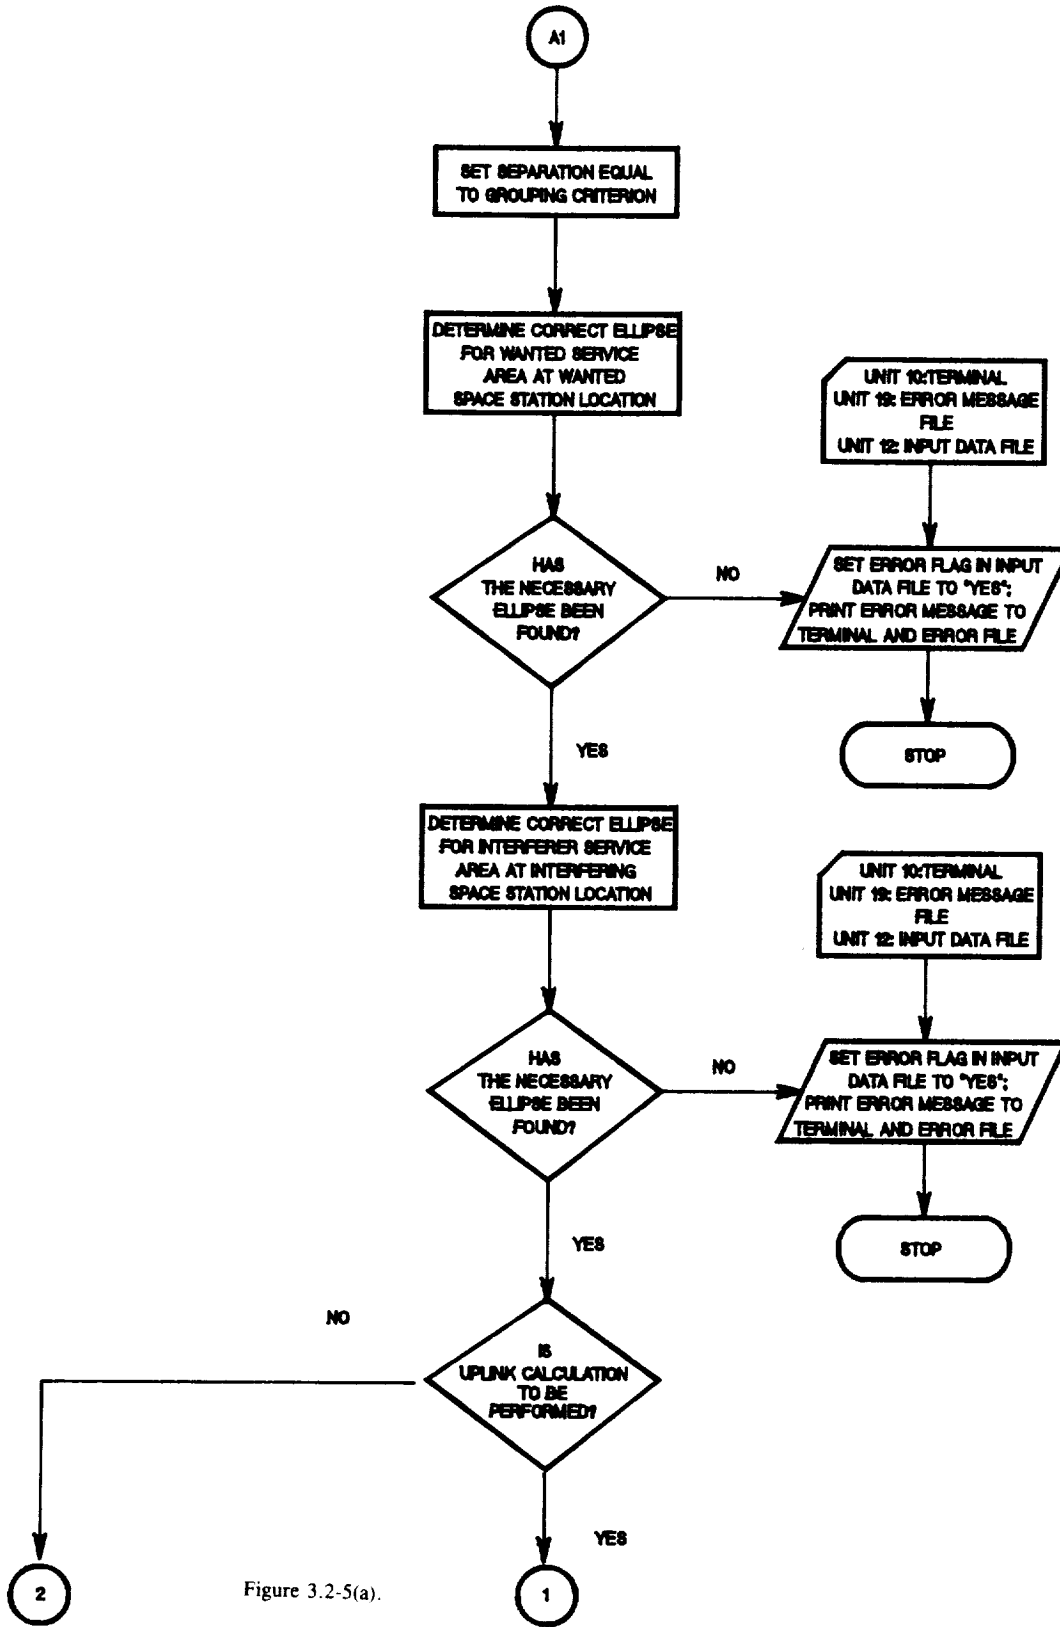 A1
SET SEPARATION EQUAL
TO GROUPING CRITERION
DETERMINE CORRECT ELLIPSE
FOR WANTED SERVICE
AREA AT WANTED
SPACE STATION LOCATION
UNIT 10:TERMINAL
UNIT 19: ERROR MESSAGE
FILE
UNIT 12: INPUT DATA FILE
HAS
THE NECESSARY
ELLIPSE BEEN
FOUND?
NO
SET ERROR FLAG IN INPUT
DATA FILE TO "YES";
PRINT ERROR MESSAGE TO
TERMINAL AND ERROR FILE
YES
STOP
DETERMINE CORRECT ELLIPSE
FOR INTERFERER SERVICE
AREA AT INTERFERING
SPACE STATION LOCATION
UNIT 10:TERMINAL
UNIT 19: ERROR MESSAGE
FILE
UNIT 12: INPUT DATA FILE
HAS
THE NECESSARY
ELLIPSE BEEN
FOUND?
NO
SET ERROR FLAG IN INPUT
DATA FILE TO "YES";
PRINT ERROR MESSAGE TO
TERMINAL AND ERROR FILE
YES
STOP
NO
IS
UPLINK CALCULATION
TO BE
PERFORMED?
YES
2
Figure 3.2-5(a).
1